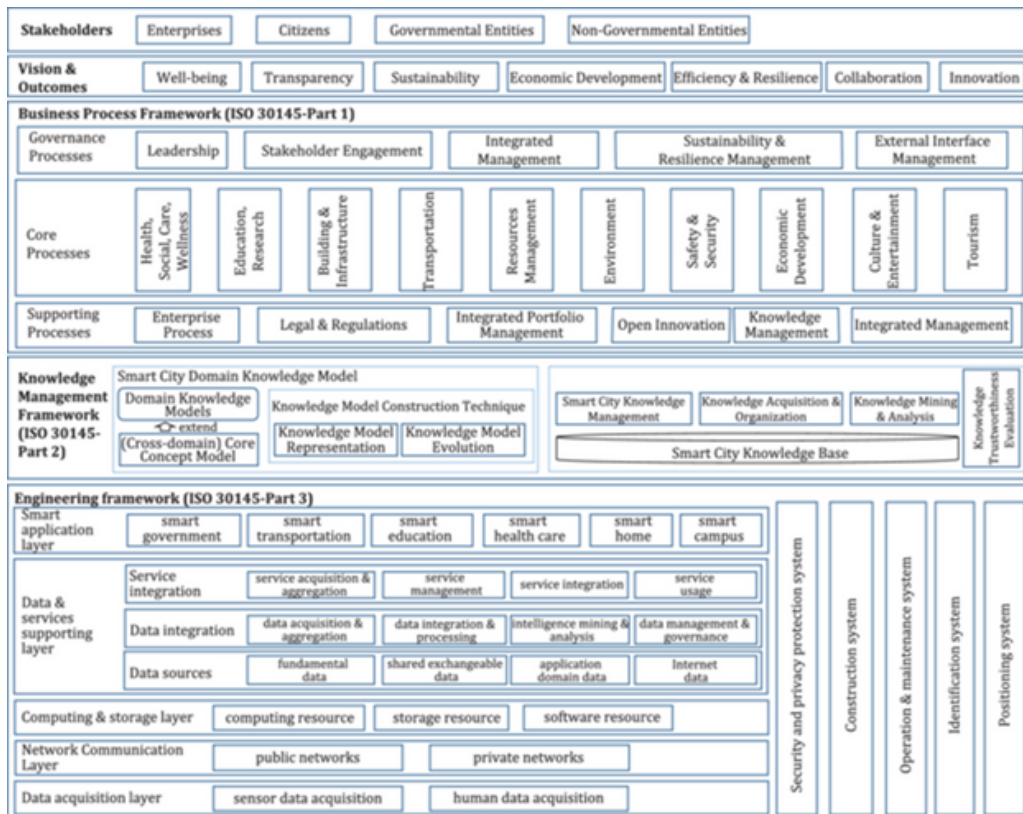 Stakeholders
Enterprises
Citizens
Governmental Entities
Non-Governmental Entities
Vision &
Outcomes
Well-being
Transparency
Sustainability
Economic Development
Efficiency & Resilience
Collaboration
Innovation
Business Process Framework (ISO 30145-Part 1)
Governance
Processes
Leadership
Stakeholder Engagement
Integrated
Management
Sustainability &
Resilience Management
External Interface
Management
Core
Processes
Health,
Social, Care,
Wellness
Education,
Research
Building &
Infrastructure
Transportation
Resources
Management
Environment
Safety &
Security
Economic
Development
Culture &
Entertainment
Tourism
Supporting
Processes
Enterprise
Process
Legal & Regulations
Integrated Portfolio
Management
Open Innovation
Knowledge
Management
Integrated Management
Knowledge
Management
Framework
(ISO 30145-
Part 2)
Smart City Domain Knowledge Model
Domain Knowledge
Models
extend
(Cross-domain) Core
Concept Model
Knowledge Model Construction Technique
Knowledge Model
Representation
Knowledge Model
Evolution
Smart City Knowledge
Management
Knowledge Acquisition &
Organization
Knowledge Mining
& Analysis
Smart City Knowledge Base
Knowledge
Trustworthiness
Evaluation
Engineering framework (ISO 30145-Part 3)
Smart
application
layer
smart
government
smart
transportation
smart
education
smart
health care
smart
home
smart
campus
Data &
services
supporting
layer
Service
integration
service acquisition &
aggregation
service
management
service integration
service
usage
Data integration
data acquisition &
aggregation
data integration &
processing
intelligence mining &
analysis
data management &
governance
Data sources
fundamental
data
shared exchangeable
data
application
domain data
Internet
data
Computing & storage layer
computing resource
storage resource
software resource
Network Communication
Layer
public networks
private networks
Data acquisition layer
sensor data acquisition
human data acquisition
Security and privacy protection system
Construction system
Operation & maintenance system
Identification system
Positioning system